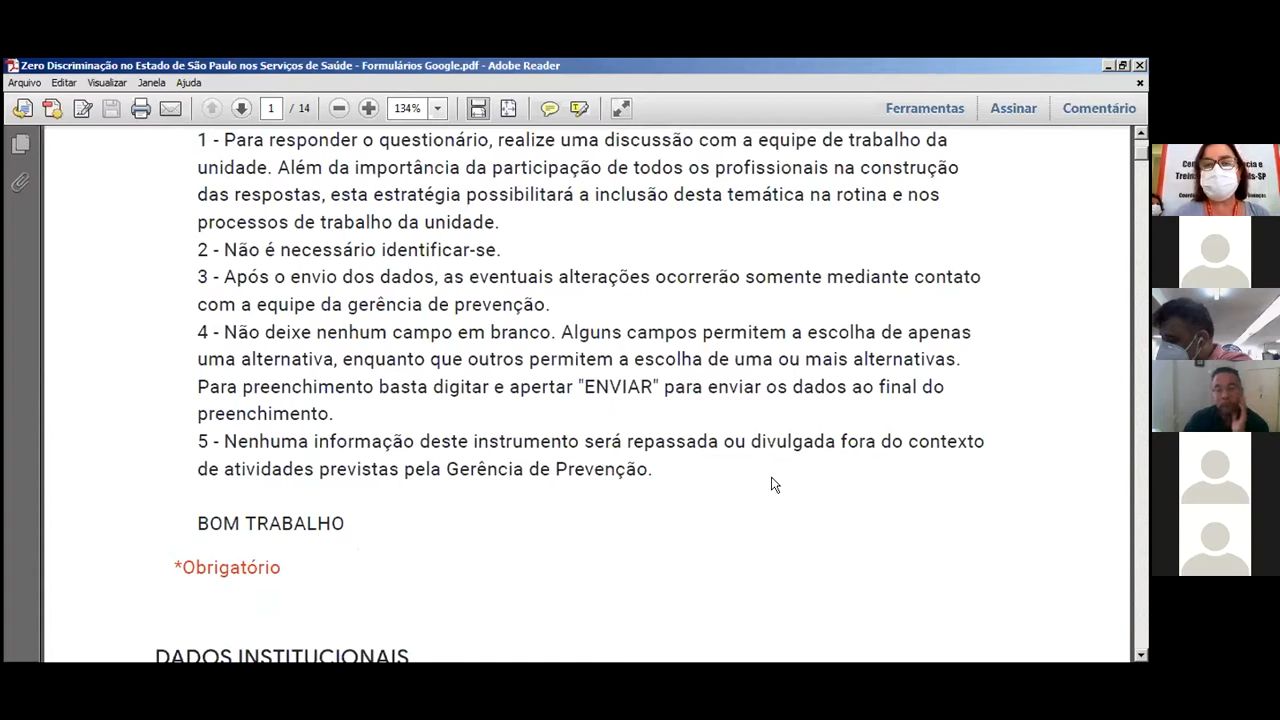 Zero Discriminação no Estado de São Paulo nos Serviços de Saúde - Formulários Google.pdf - Adobe Reader
Arquivo Editar Visualizar Janela Ajuda
1 / 14 134% Ferramentas Assinar Comentário
1 - Para responder o questionário, realize uma discussão com a equipe de trabalho da
unidade. Além da importância da participação de todos os profissionais na construção
das respostas, esta estratégia possibilitará a inclusão desta temática na rotina e nos
processos de trabalho da unidade.
2 - Não é necessário identificar-se.
3 - Após o envio dos dados, as eventuais alterações ocorrerão somente mediante contato
com a equipe da gerência de prevenção.
4 - Não deixe nenhum campo em branco. Alguns campos permitem a escolha de apenas
uma alternativa, enquanto que outros permitem a escolha de uma ou mais alternativas.
Para preenchimento basta digitar e apertar "ENVIAR" para enviar os dados ao final do
preenchimento.
5 - Nenhuma informação deste instrumento será repassada ou divulgada fora do contexto
de atividades previstas pela Gerência de Prevenção.
BOM TRABALHO
*Obrigatório
DADOS INSTITUCIONAIS